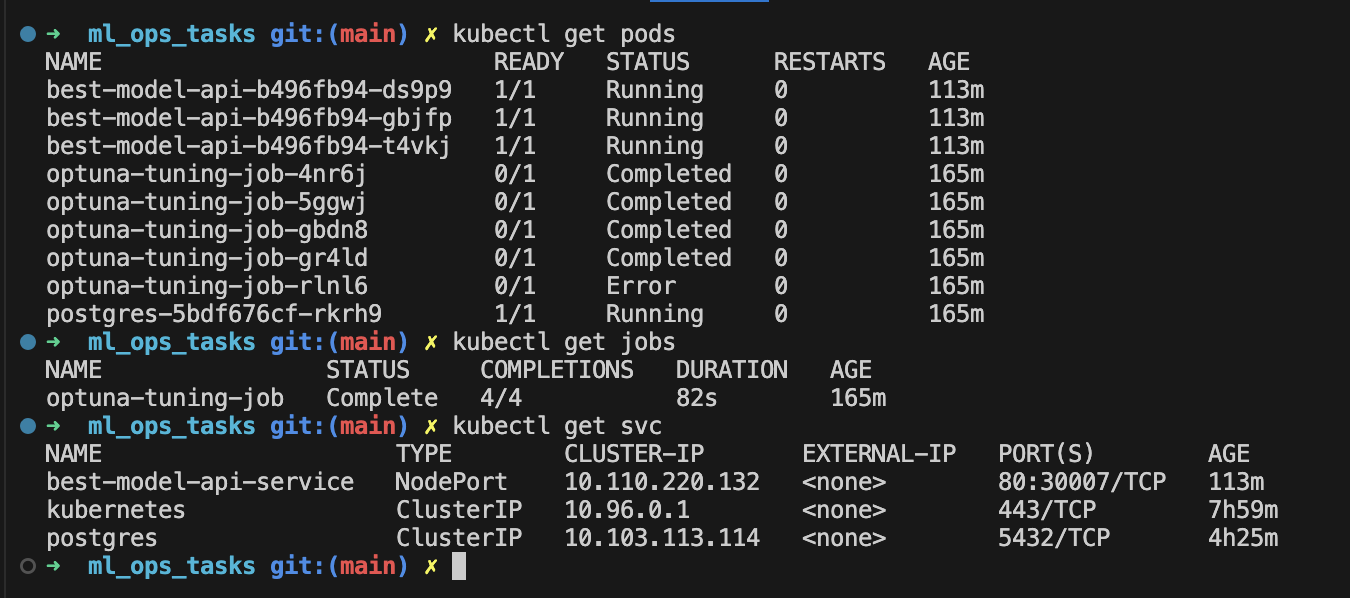 ➜ ml_ops_tasks git:(main) ✗ kubectl get pods
NAME READY STATUS RESTARTS AGE
best-model-api-b496fb94-ds9p9 1/1 Running 0 113m
best-model-api-b496fb94-gbjfp 1/1 Running 0 113m
best-model-api-b496fb94-t4vkj 1/1 Running 0 113m
optuna-tuning-job-4nr6j 0/1 Completed 0 165m
optuna-tuning-job-5ggwj 0/1 Completed 0 165m
optuna-tuning-job-gbdn8 0/1 Completed 0 165m
optuna-tuning-job-gr4ld 0/1 Completed 0 165m
optuna-tuning-job-rlnl6 0/1 Error 0 165m
postgres-5bdf676cf-rkrh9 1/1 Running 0 165m
➜ ml_ops_tasks git:(main) ✗ kubectl get jobs
NAME STATUS COMPLETIONS DURATION AGE
optuna-tuning-job Complete 4/4 82s 165m
➜ ml_ops_tasks git:(main) ✗ kubectl get svc
NAME TYPE CLUSTER-IP EXTERNAL-IP PORT(S) AGE
best-model-api-service NodePort 10.110.220.132 <none> 80:30007/TCP 113m
kubernetes ClusterIP 10.96.0.1 <none> 443/TCP 7h59m
postgres ClusterIP 10.103.113.114 <none> 5432/TCP 4h25m
➜ ml_ops_tasks git:(main) ✗